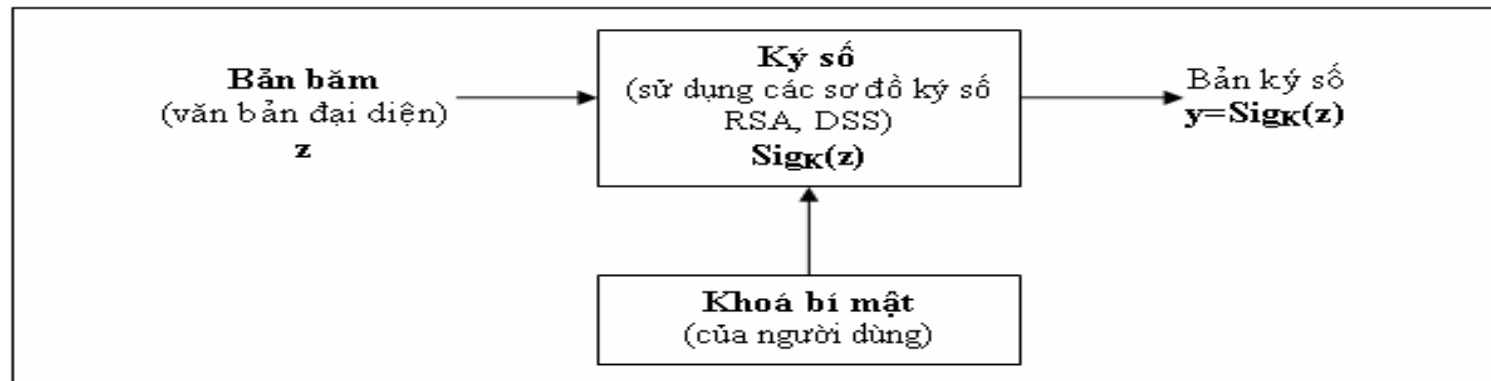 Bản băm
(văn bản đại diện)
z
Ký số
(sử dụng các sơ đồ ký số
RSA, DSS)
SigK(z)
Bản ký số
y=SigK(z)
Khoá bí mật
(của người dùng)